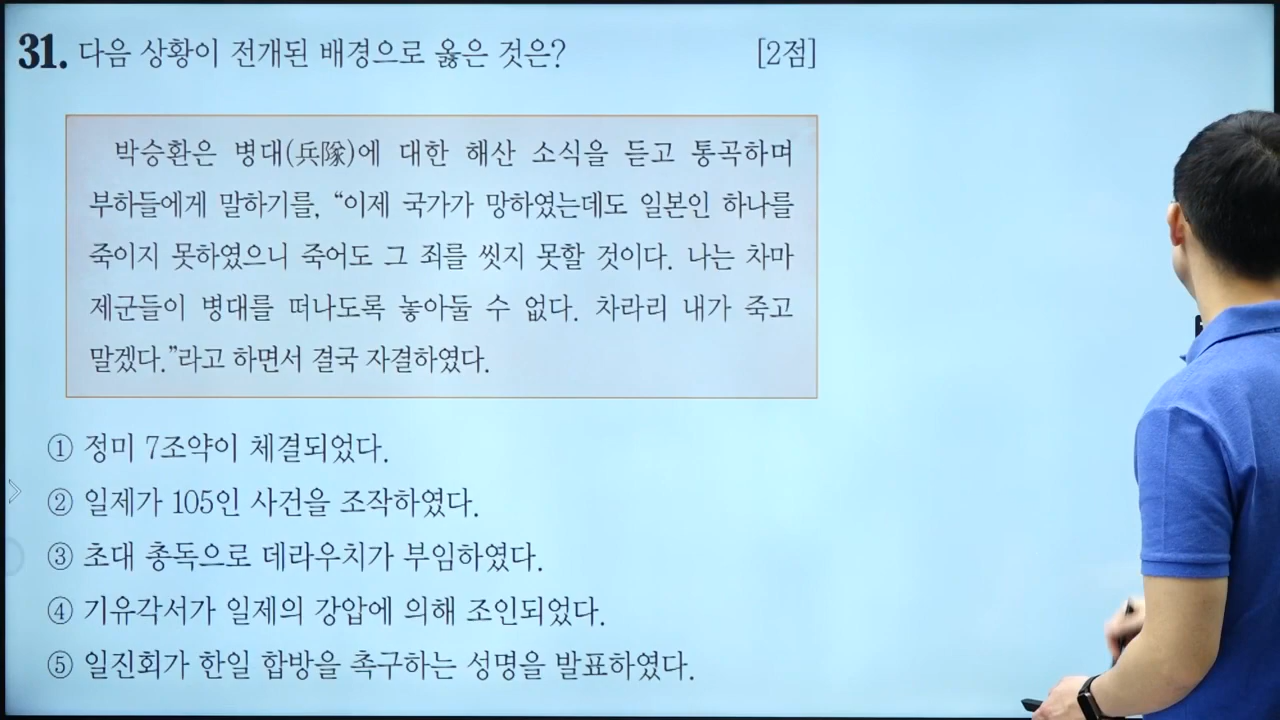 31. 다음 상황이 전개된 배경으로 옳은 것은? [2점]
박승환은 병대(兵隊)에 대한 해산 소식을 듣고 통곡하며
부하들에게 말하기를, “이제 국가가 망하였는데도 일본인 하나를
죽이지 못하였으니 죽어도 그 죄를 씻지 못할 것이다. 나는 차마
제군들이 병대를 떠나도록 놓아둘 수 없다. 차라리 내가 죽고
말겠다.”라고 하면서 결국 자결하였다.
① 정미 7조약이 체결되었다.
② 일제가 105인 사건을 조작하였다.
③ 초대 총독으로 데라우치가 부임하였다.
④ 기유각서가 일제의 강압에 의해 조인되었다.
⑤ 일진회가 한일 합방을 촉구하는 성명을 발표하였다.